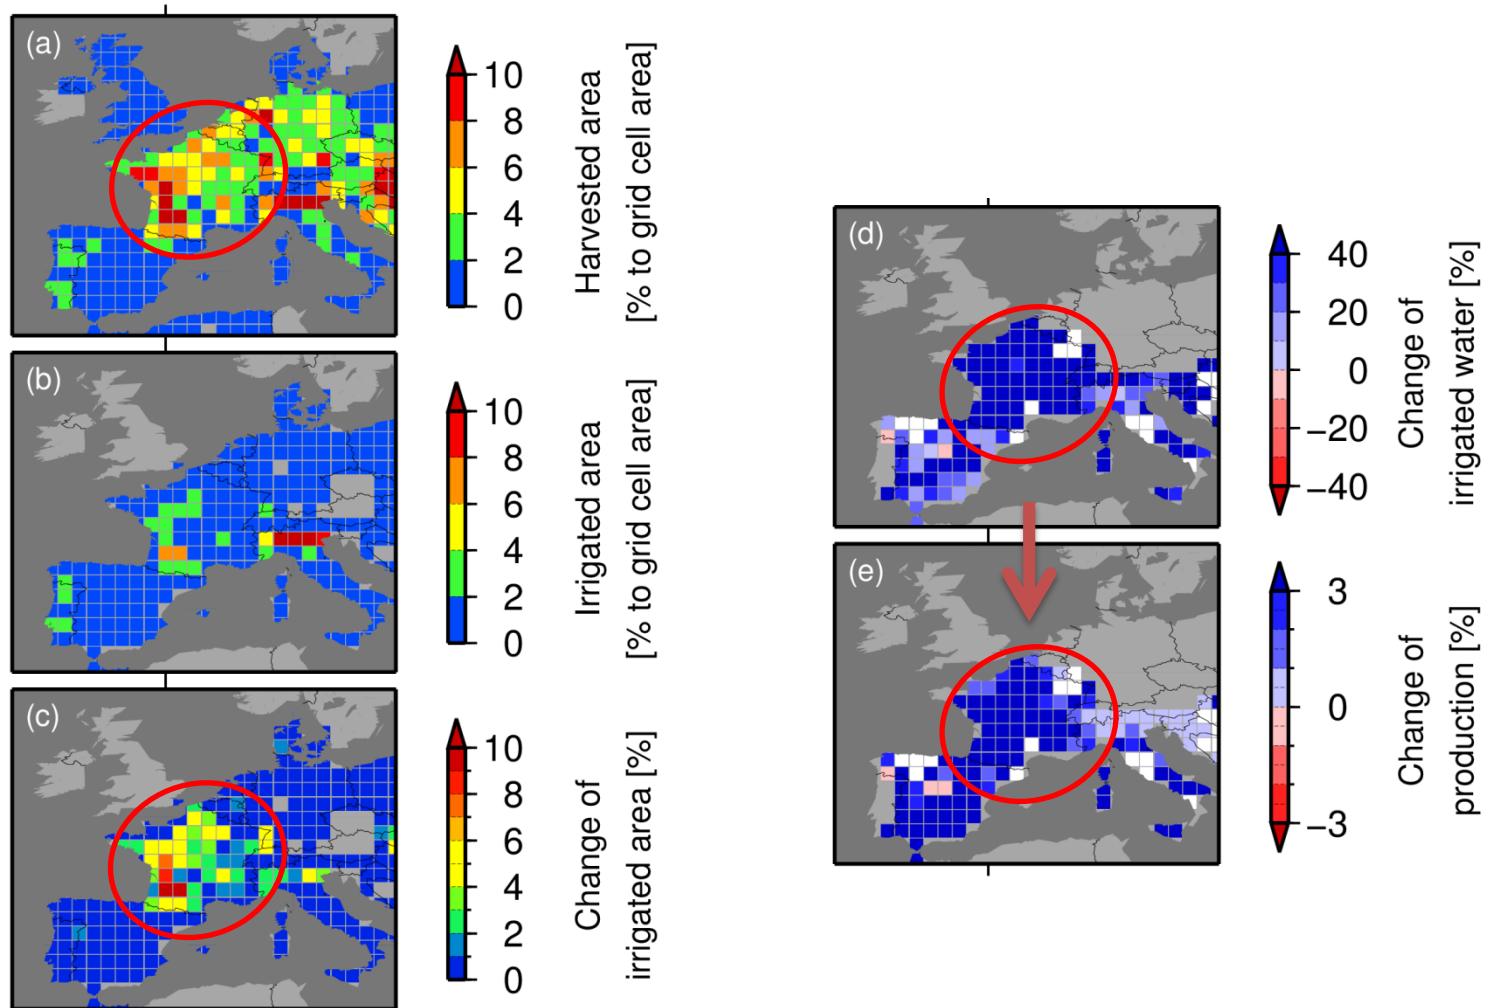 (a)
10
8
6
4
2
0
Harvested area
[% to grid cell area]
(b)
10
8
6
4
2
0
Irrigated area
[% to grid cell area]
(c)
10
8
6
4
2
0
Change of
irrigated area [%]
(d)
40
20
0
−20
−40
Change of
irrigated water [%]
(e)
3
0
−3
Change of
production [%]